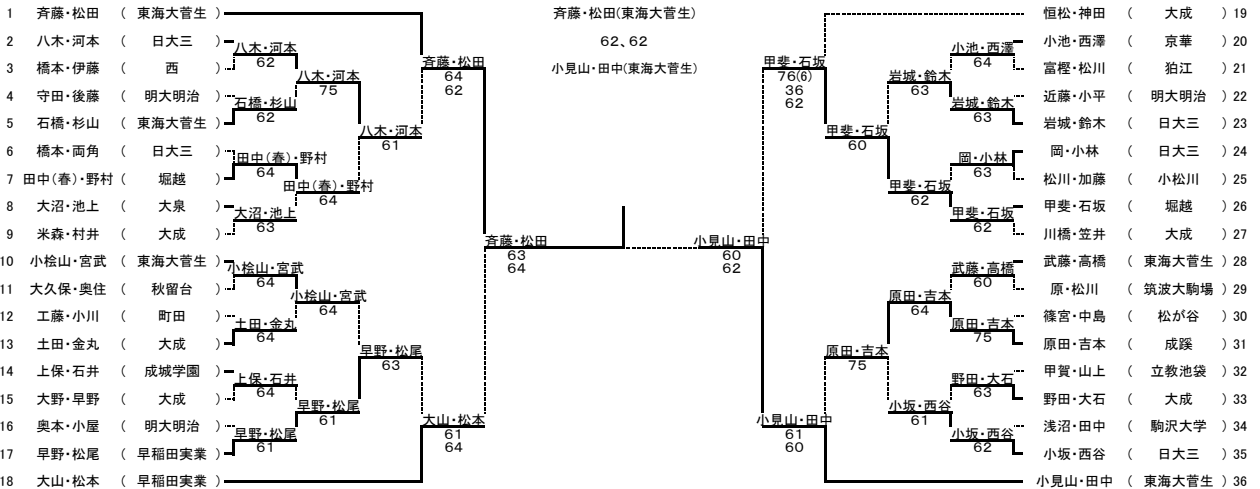 斉藤・松田(東海大菅生)
62、62
小見山・田中(東海大菅生)
1 斉藤・松田 ( 東海大菅生 )
2 八木・河本 ( 日大三 )
3 橋本・伊藤 ( 西 )
4 守田・後藤 ( 明大明治 )
5 石橋・杉山 ( 東海大菅生 )
6 橋本・両角 ( 日大三 )
7 田中(春)・野村 ( 堀越 )
8 大沼・池上 ( 大泉 )
9 米森・村井 ( 大成 )
10 小桧山・宮武 ( 東海大菅生 )
11 大久保・奥住 ( 秋留台 )
12 工藤・小川 ( 町田 )
13 土田・金丸 ( 大成 )
14 上保・石井 ( 成城学園 )
15 大野・早野 ( 大成 )
16 奥本・小屋 ( 明大明治 )
17 早野・松尾 ( 早稲田実業 )
18 大山・松本 ( 早稲田実業 )
八木・河本
62
石橋・杉山
62
田中(春)・野村
64
大沼・池上
63
小桧山・宮武
64
土田・金丸
64
上保・石井
64
早野・松尾
61
八木・河本
75
田中(春)・野村
64
小桧山・宮武
64
早野・松尾
61
八木・河本
61
早野・松尾
63
斉藤・松田
64
62
大山・松本
61
64
斉藤・松田
63
64
小見山・田中
60
62
甲斐・石坂
76(6)
36
62
小見山・田中
61
60
甲斐・石坂
60
原田・吉本
75
岩城・鈴木
63
甲斐・石坂
62
原田・吉本
64
小坂・西谷
61
小池・西澤
64
岩城・鈴木
63
岡・小林
63
甲斐・石坂
62
武藤・高橋
60
原田・吉本
75
野田・大石
63
小坂・西谷
62
恒松・神田 ( 大成 ) 19
小池・西澤 ( 京華 ) 20
富樫・松川 ( 狛江 ) 21
近藤・小平 ( 明大明治 ) 22
岩城・鈴木 ( 日大三 ) 23
岡・小林 ( 日大三 ) 24
松川・加藤 ( 小松川 ) 25
甲斐・石坂 ( 堀越 ) 26
川橋・笠井 ( 大成 ) 27
武藤・高橋 ( 東海大菅生 ) 28
原・松川 ( 筑波大駒場 ) 29
篠宮・中島 ( 松が谷 ) 30
原田・吉本 ( 成蹊 ) 31
甲賀・山上 ( 立教池袋 ) 32
野田・大石 ( 大成 ) 33
浅沼・田中 ( 駒沢大学 ) 34
小坂・西谷 ( 日大三 ) 35
小見山・田中 ( 東海大菅生 ) 36